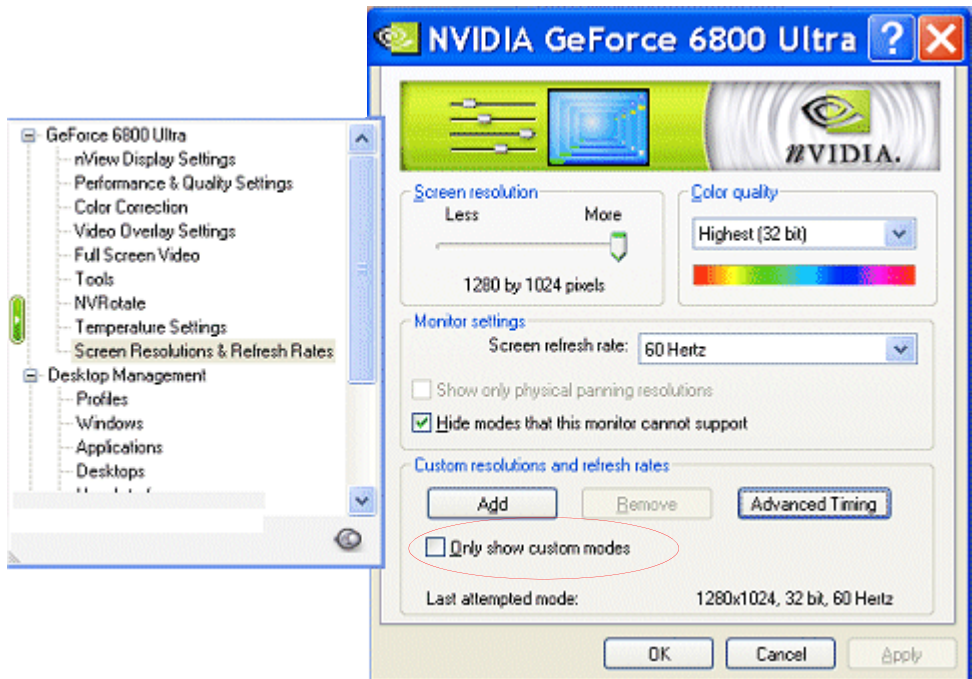 NVIDIA GeForce 6800 Ultra
nVIDIA.
GeForce 6800 Ultra
nView Display Settings
Performance & Quality Settings
Color Correction
Video Overlay Settings
Full Screen Video
Tools
NVRotate
Temperature Settings
Screen Resolutions & Refresh Rates
Desktop Management
Profiles
Windows
Applications
Desktops
Screen resolution
Less More
1280 by 1024 pixels
Color quality
Highest (32 bit)
Monitor settings
Screen refresh rate: 60 Hertz
Show only physical panning resolutions
Hide modes that this monitor cannot support
Custom resolutions and refresh rates
Add Remove Advanced Timing
Only show custom modes
Last attempted mode: 1280x1024, 32 bit, 60 Hertz
OK Cancel Apply